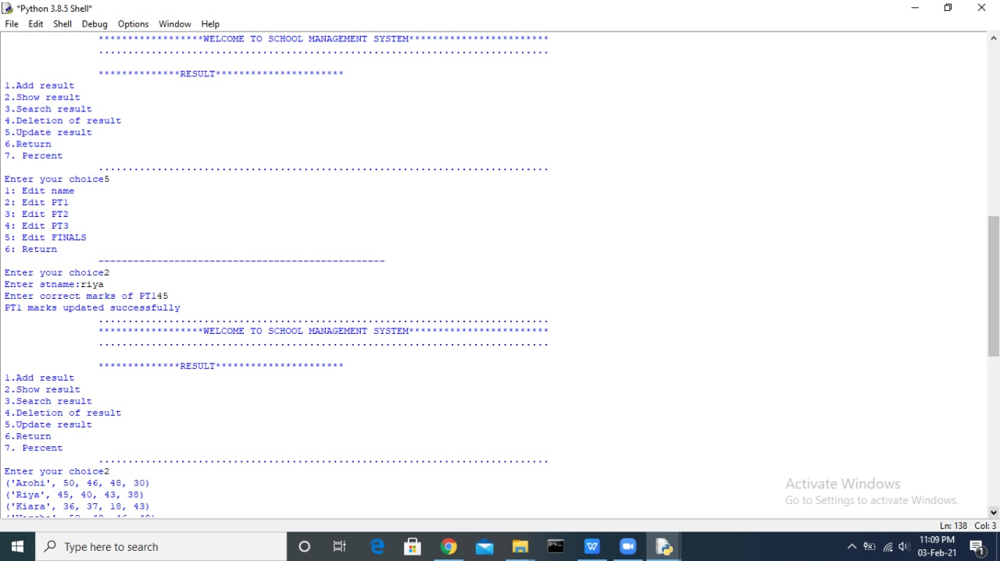 *Python 3.8.5 Shell*
File Edit Shell Debug Options Window Help
******************WELCOME TO SCHOOL MANAGEMENT SYSTEM************************
.............................................................................
**************RESULT**********************
1.Add result
2.Show result
3.Search result
4.Deletion of result
5.Update result
6.Return
7. Percent
.............................................................................
Enter your choice5
1: Edit name
2: Edit PT1
3: Edit PT2
4: Edit PT3
5: Edit FINALS
6: Return
-------------------------------------------------
Enter your choice2
Enter stname:riya
Enter correct marks of PT145
PT1 marks updated successfully
.............................................................................
******************WELCOME TO SCHOOL MANAGEMENT SYSTEM************************
.............................................................................
**************RESULT**********************
1.Add result
2.Show result
3.Search result
4.Deletion of result
5.Update result
6.Return
7. Percent
.............................................................................
Enter your choice2
('Arohi', 50, 46, 48, 30)
('Riya', 45, 40, 43, 38)
('Kiara', 36, 37, 18, 43)
Activate Windows
Go to Settings to activate Windows.
Ln: 138 Col: 3
Type here to search
11:09 PM
03-Feb-21
1